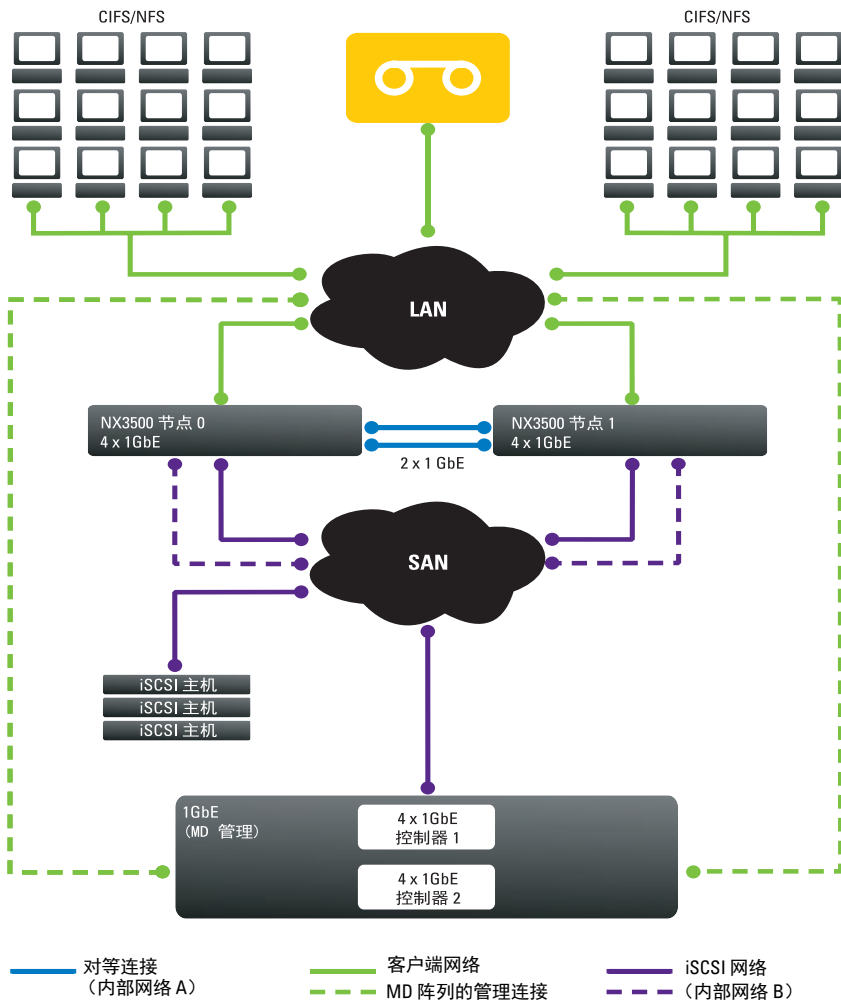 CIFS/NFS
CIFS/NFS
LAN
NX3500 节点 0
4 x 1GbE
NX3500 节点 1
4 x 1GbE
2 x 1 GbE
SAN
iSCSI 主机
iSCSI 主机
iSCSI 主机
1GbE
(MD 管理)
4 x 1GbE
控制器 1
4 x 1GbE
控制器 2
对等连接
（内部网络 A）
客户端网络
MD 阵列的管理连接
iSCSI 网络
（内部网络 B）